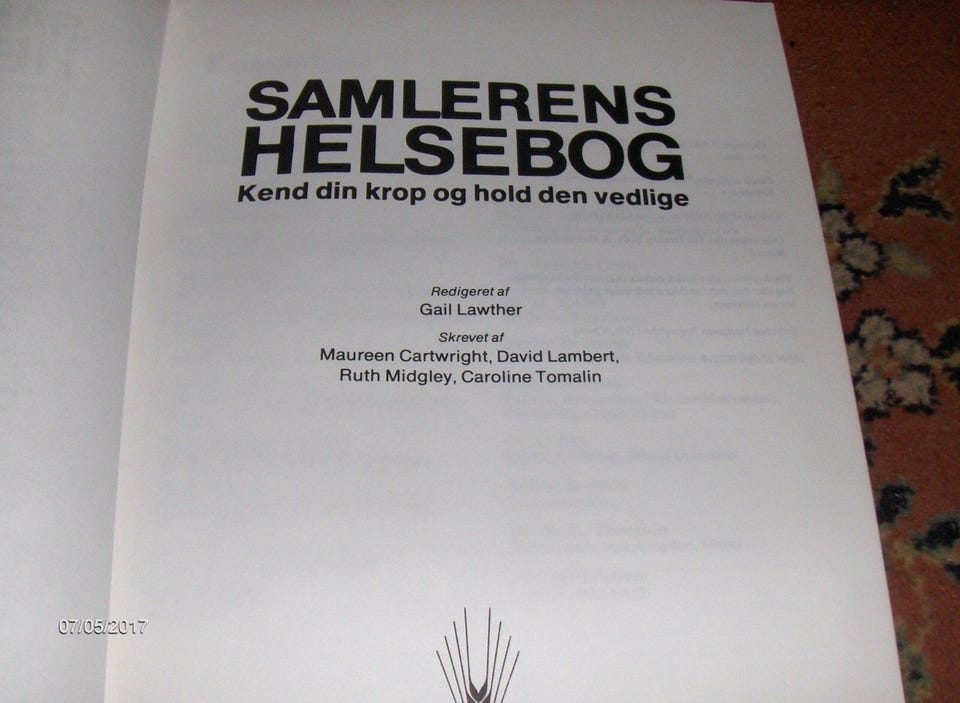 SAMLERENS
HELSEBOG
Kend din krop og hold den vedlige
Redigeret af
Gail Lawther
Skrevet af
Maureen Cartwright, David Lambert,
Ruth Midgley, Caroline Tomalin
07/05/2017